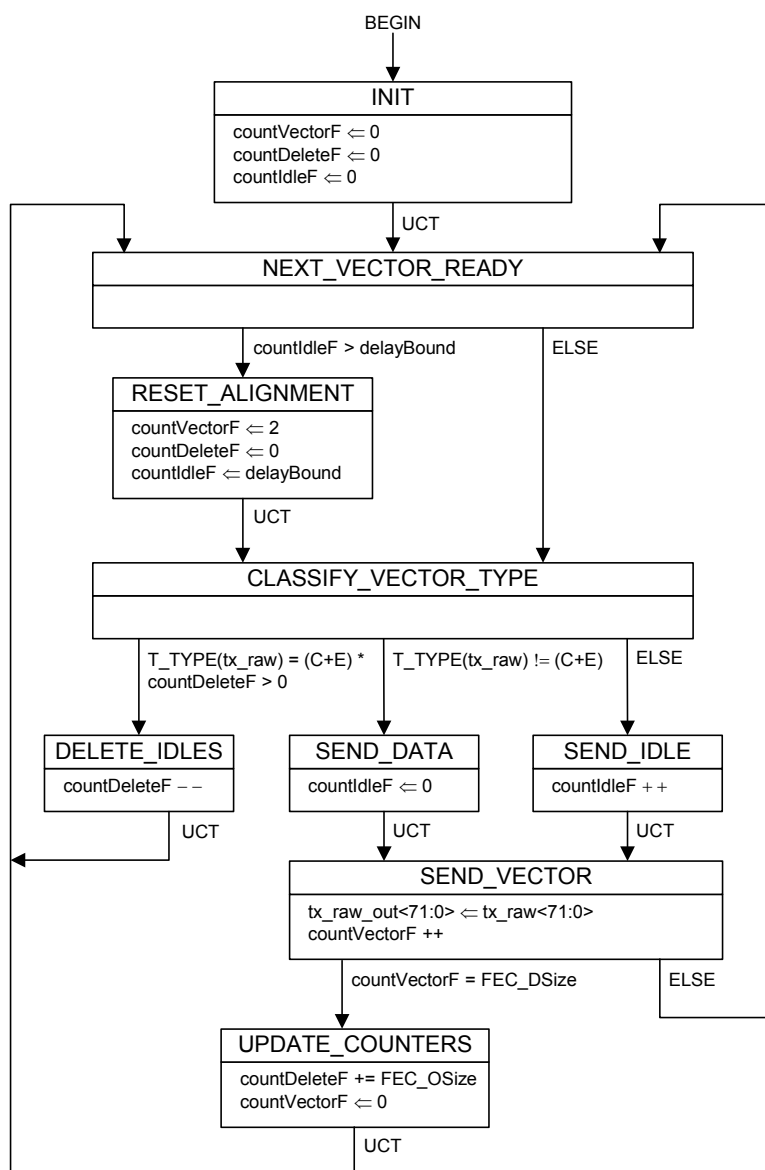 BEGIN
INIT
countVectorF ⇐ 0
countDeleteF ⇐ 0
countIdleF ⇐ 0
UCT
NEXT_VECTOR_READY
countIdleF > delayBound
ELSE
RESET_ALIGNMENT
countVectorF ⇐ 2
countDeleteF ⇐ 0
countIdleF ⇐ delayBound
UCT
CLASSIFY_VECTOR_TYPE
T_TYPE(tx_raw) = (C+E) *
countDeleteF > 0
T_TYPE(tx_raw) != (C+E)
ELSE
DELETE_IDLES
countDeleteF – –
UCT
SEND_DATA
countIdleF ⇐ 0
UCT
SEND_IDLE
countIdleF + +
UCT
SEND_VECTOR
tx_raw_out<71:0> ⇐ tx_raw<71:0>
countVectorF ++
countVectorF = FEC_DSize
ELSE
UPDATE_COUNTERS
countDeleteF += FEC_OSize
countVectorF ⇐ 0
UCT